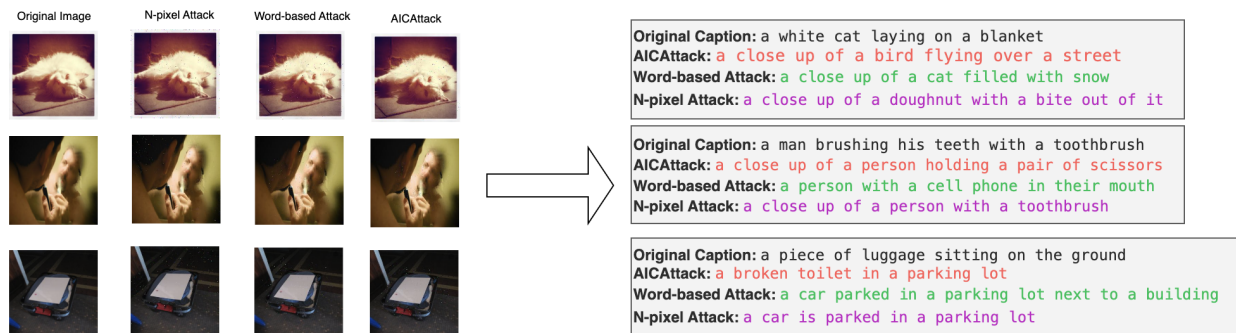 Original Image
N-pixel Attack
Word-based Attack
AICAttack
Original Caption: a white cat laying on a blanket
AICAttack: a close up of a bird flying over a street
Word-based Attack: a close up of a cat filled with snow
N-pixel Attack: a close up of a doughnut with a bite out of it
Original Caption: a man brushing his teeth with a toothbrush
AICAttack: a close up of a person holding a pair of scissors
Word-based Attack: a person with a cell phone in their mouth
N-pixel Attack: a close up of a person with a toothbrush
Original Caption: a piece of luggage sitting on the ground
AICAttack: a broken toilet in a parking lot
Word-based Attack: a car parked in a parking lot next to a building
N-pixel Attack: a car is parked in a parking lot